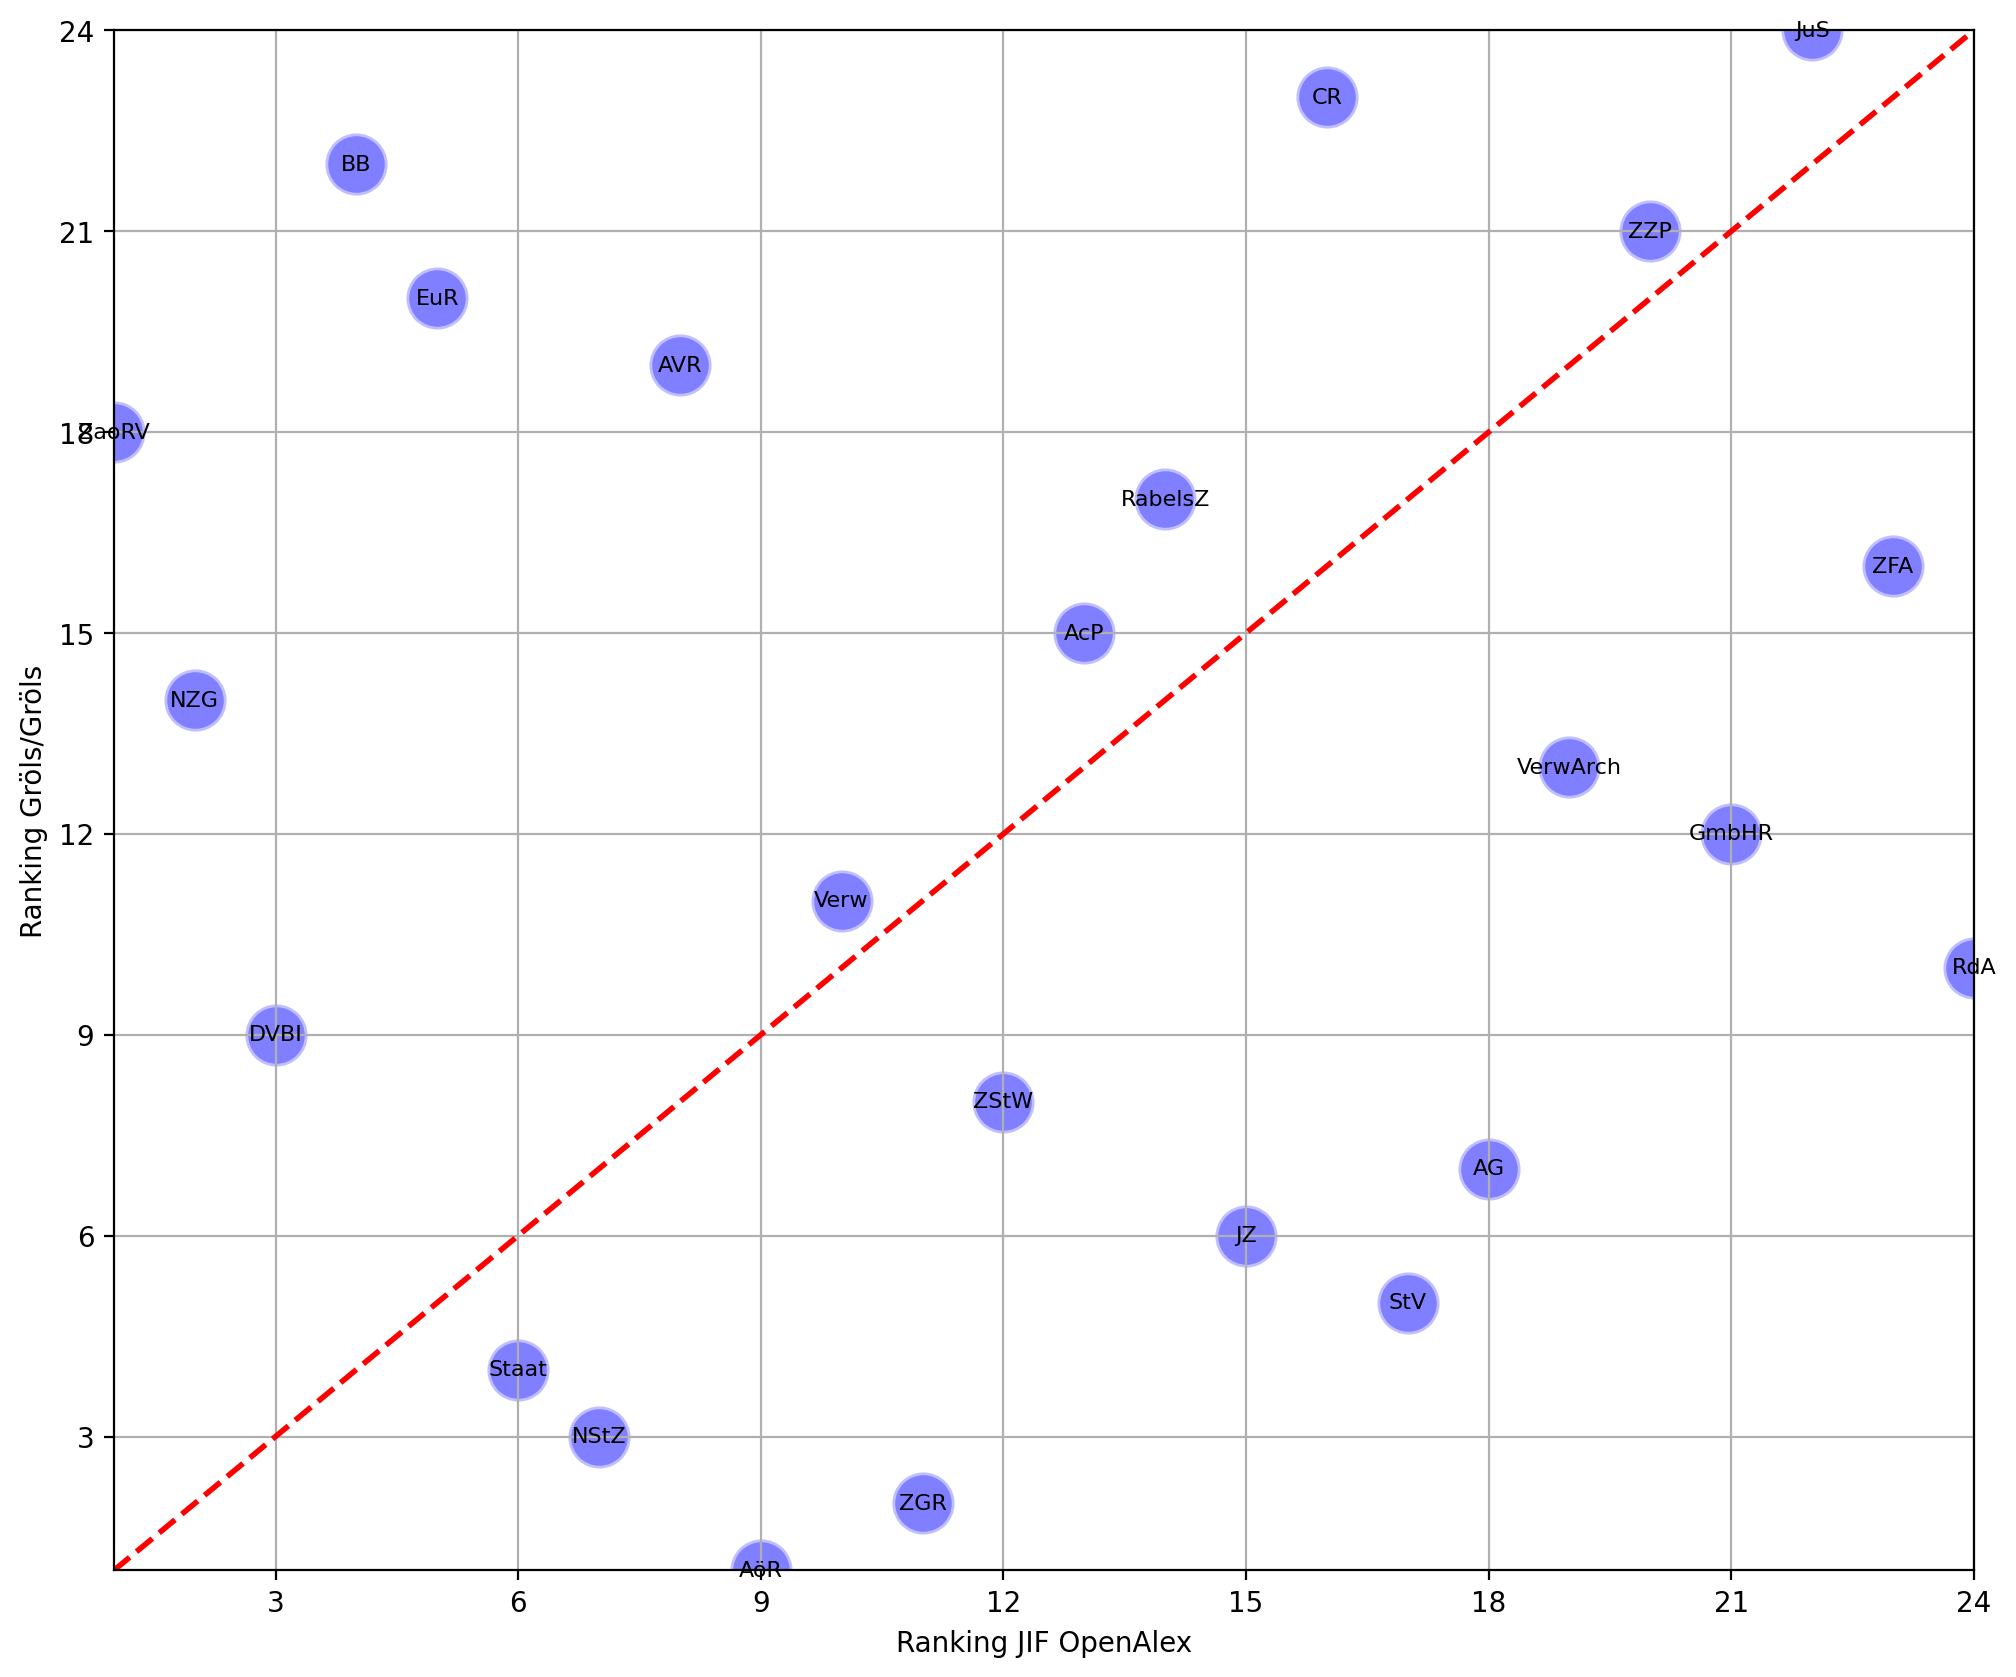 24
JuS
CR
BB
21
ZZP
EuR
AVR
18
ZaoRV
RabelsZ
ZFA
15
AcP
NZG
VerwArch
12
GmbHR
Verw
RdA
9
DVBl
ZStW
AG
6
JZ
StV
Staat
3
NStZ
ZGR
AöR
3 6 9 12 15 18 21 24
Ranking JIF OpenAlex
Ranking Gröls/Gröls